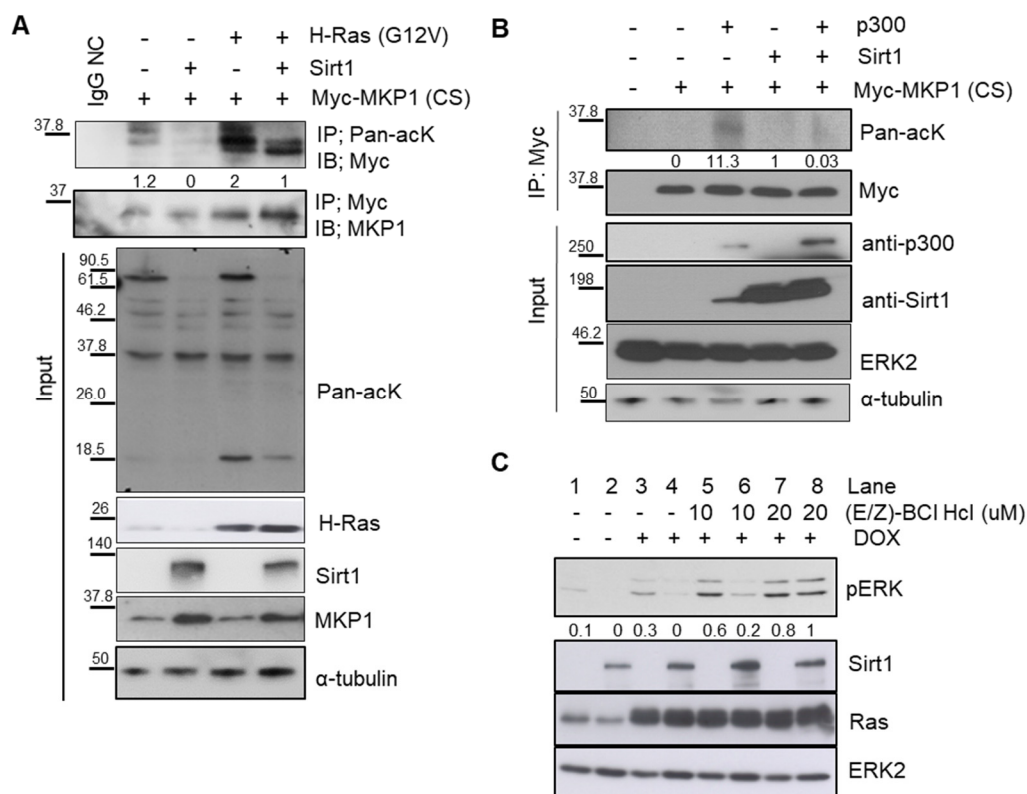 A
IgG NC
- - + + H-Ras (G12V)
- + - + Sirt1
+ + + + Myc-MKP1 (CS)
37.8
IP; Pan-acK
IB; Myc
1.2 0 2 1
37
IP; Myc
IB; MKP1
Input
90.5
61.5
46.2
37.8
26.0
18.5
Pan-acK
26
H-Ras
140
Sirt1
37.8
MKP1
50
α-tubulin
B
- - + - + p300
- - - + + Sirt1
- + + + + Myc-MKP1 (CS)
IP: Myc
37.8
Pan-acK
0 11.3 1 0.03
37.8
Myc
Input
250
anti-p300
198
anti-Sirt1
46.2
ERK2
50
α-tubulin
C
1 2 3 4 5 6 7 8 Lane
- - - - 10 10 20 20 (E/Z)-BCI Hcl (uM)
- - + + + + + + DOX
pERK
0.1 0 0.3 0 0.6 0.2 0.8 1
Sirt1
Ras
ERK2